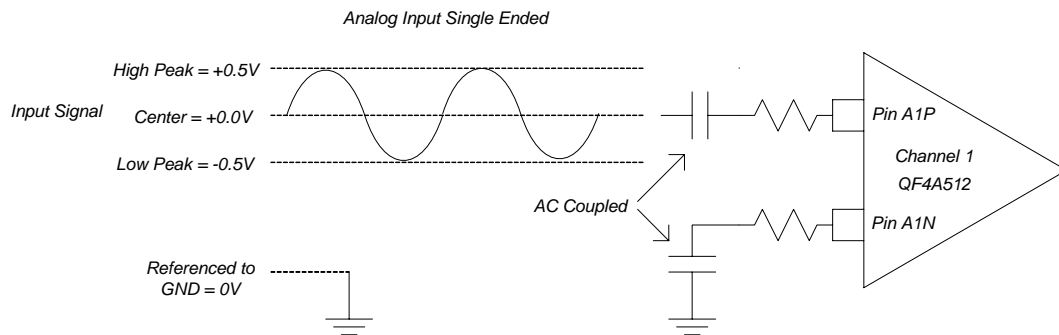 Analog Input Single Ended
High Peak = +0.5V
Input Signal
Center = +0.0V
Low Peak = -0.5V
Pin A1P
Channel 1
QF4A512
AC Coupled
Pin A1N
Referenced to
GND = 0V